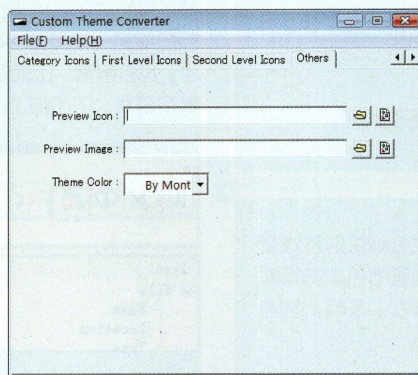 Custom Theme Converter
File(F) Help(H)
Category Icons | First Level Icons | Second Level Icons | Others
Preview Icon :
Preview Image :
Theme Color : By Mont